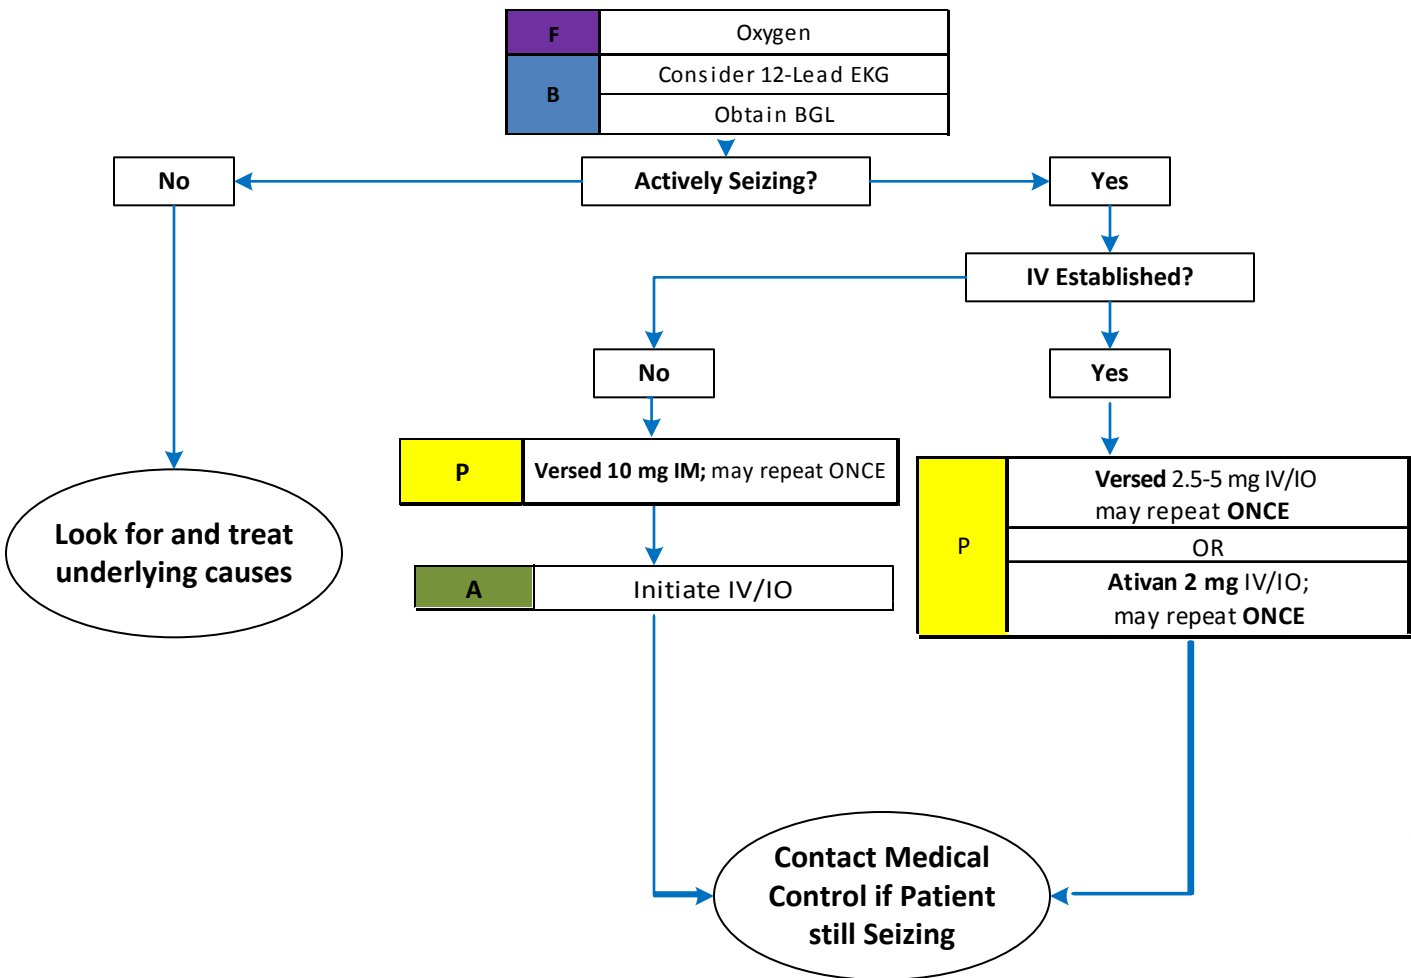 F
Oxygen
B
Consider 12-Lead EKG
Obtain BGL
No
Actively Seizing?
Yes
IV Established?
No
Yes
P
Versed 10 mg IM; may repeat ONCE
A
Initiate IV/IO
P
Versed 2.5-5 mg IV/IO
may repeat ONCE
OR
Ativan 2 mg IV/IO;
may repeat ONCE
Look for and treat
underlying causes
Contact Medical
Control if Patient
still Seizing